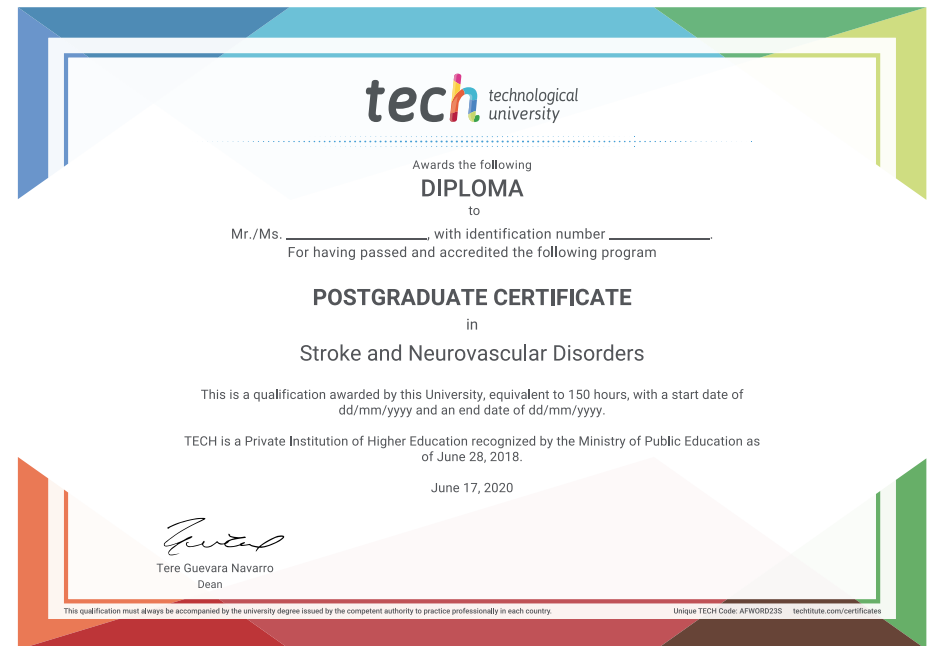 tech technological
university
Awards the following
DIPLOMA
to
Mr./Ms. ____________________, with identification number ______________.
For having passed and accredited the following program
POSTGRADUATE CERTIFICATE
in
Stroke and Neurovascular Disorders
This is a qualification awarded by this University, equivalent to 150 hours, with a start date of
dd/mm/yyyy and an end date of dd/mm/yyyy.
TECH is a Private Institution of Higher Education recognized by the Ministry of Public Education as
of June 28, 2018.
June 17, 2020
Tere Guevara Navarro
Dean
This qualification must always be accompanied by the university degree issued by the competent authority to practice professionally in each country.
Unique TECH Code: AFWORD23S techtitute.com/certificates